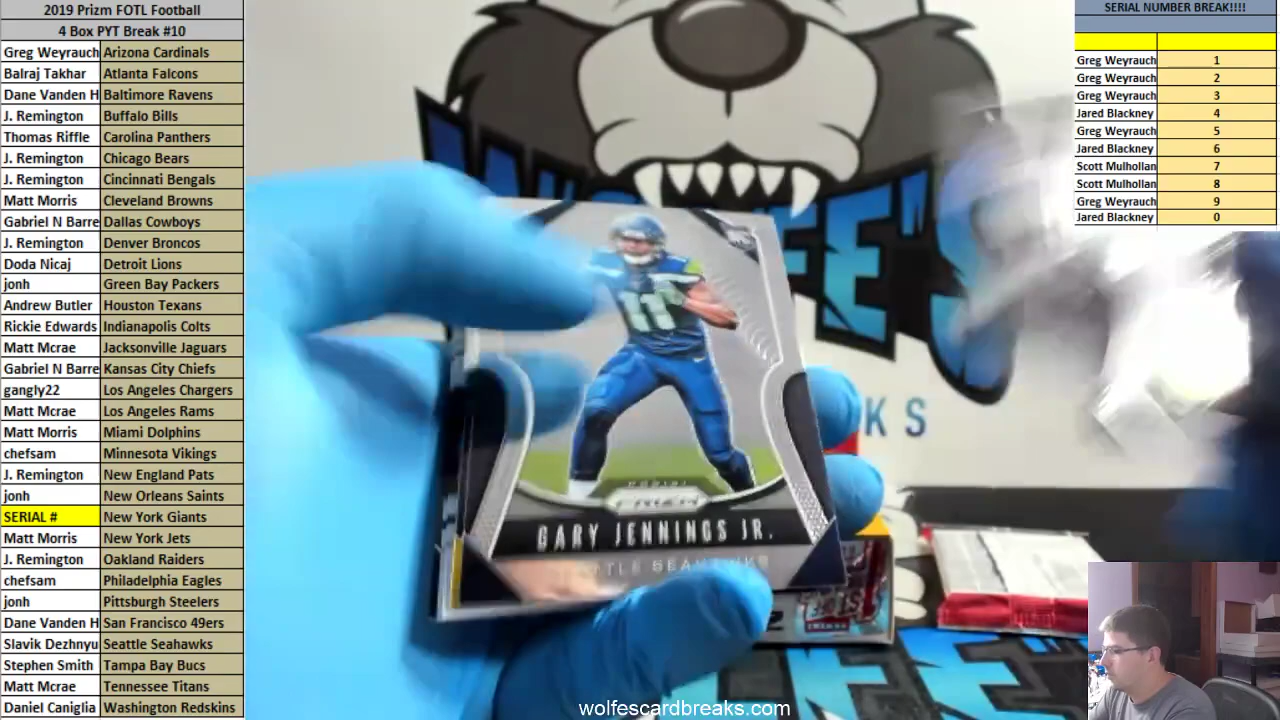 2019 Prizm FOTL Football
4 Box PYT Break #10
Greg Weyrauch Arizona Cardinals
Balraj Takhar Atlanta Falcons
Dane Vanden H Baltimore Ravens
J. Remington Buffalo Bills
Thomas Riffle Carolina Panthers
J. Remington Chicago Bears
J. Remington Cincinnati Bengals
Matt Morris Cleveland Browns
Gabriel N Barre Dallas Cowboys
J. Remington Denver Broncos
Doda Nicaj Detroit Lions
jonh Green Bay Packers
Andrew Butler Houston Texans
Rickie Edwards Indianapolis Colts
Matt Mcrae Jacksonville Jaguars
Gabriel N Barre Kansas City Chiefs
gangly22 Los Angeles Chargers
Matt Mcrae Los Angeles Rams
Matt Morris Miami Dolphins
chefsam Minnesota Vikings
J. Remington New England Pats
jonh New Orleans Saints
SERIAL # New York Giants
Matt Morris New York Jets
J. Remington Oakland Raiders
chefsam Philadelphia Eagles
jonh Pittsburgh Steelers
Dane Vanden H San Francisco 49ers
Slavik Dezhnyu Seattle Seahawks
Stephen Smith Tampa Bay Bucs
Matt Mcrae Tennessee Titans
Daniel Caniglia Washington Redskins
SERIAL NUMBER BREAK!!!!
Greg Weyrauch 1
Greg Weyrauch 2
Greg Weyrauch 3
Jared Blackney 4
Greg Weyrauch 5
Jared Blackney 6
Scott Mulhollan 7
Scott Mulhollan 8
Greg Weyrauch 9
Jared Blackney 0
11
PANINI
PRIZM
GARY JENNINGS JR.
TLE SEAHAWKS
FEE'S
KS
wolfescardbreaks.com